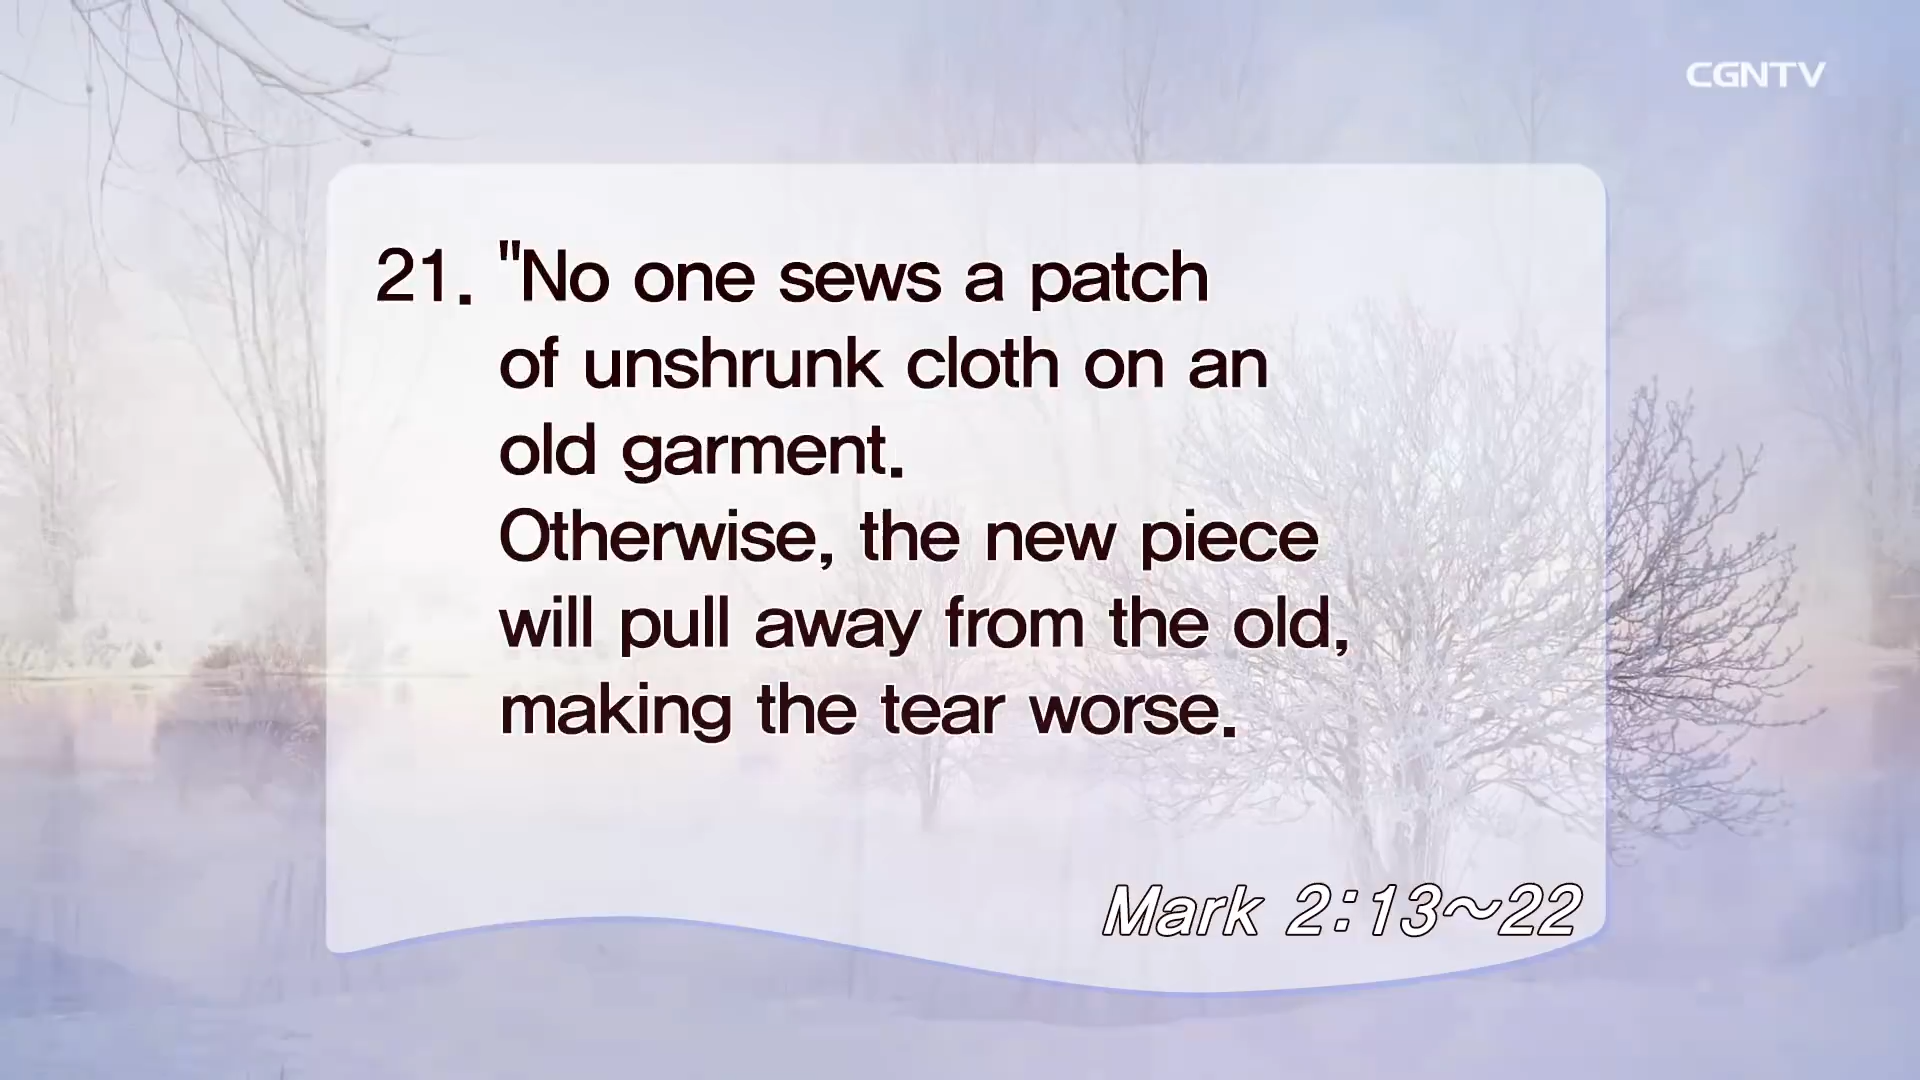 CGNTV
21. "No one sews a patch
of unshrunk cloth on an
old garment.
Otherwise, the new piece
will pull away from the old,
making the tear worse.
Mark 2:13~22